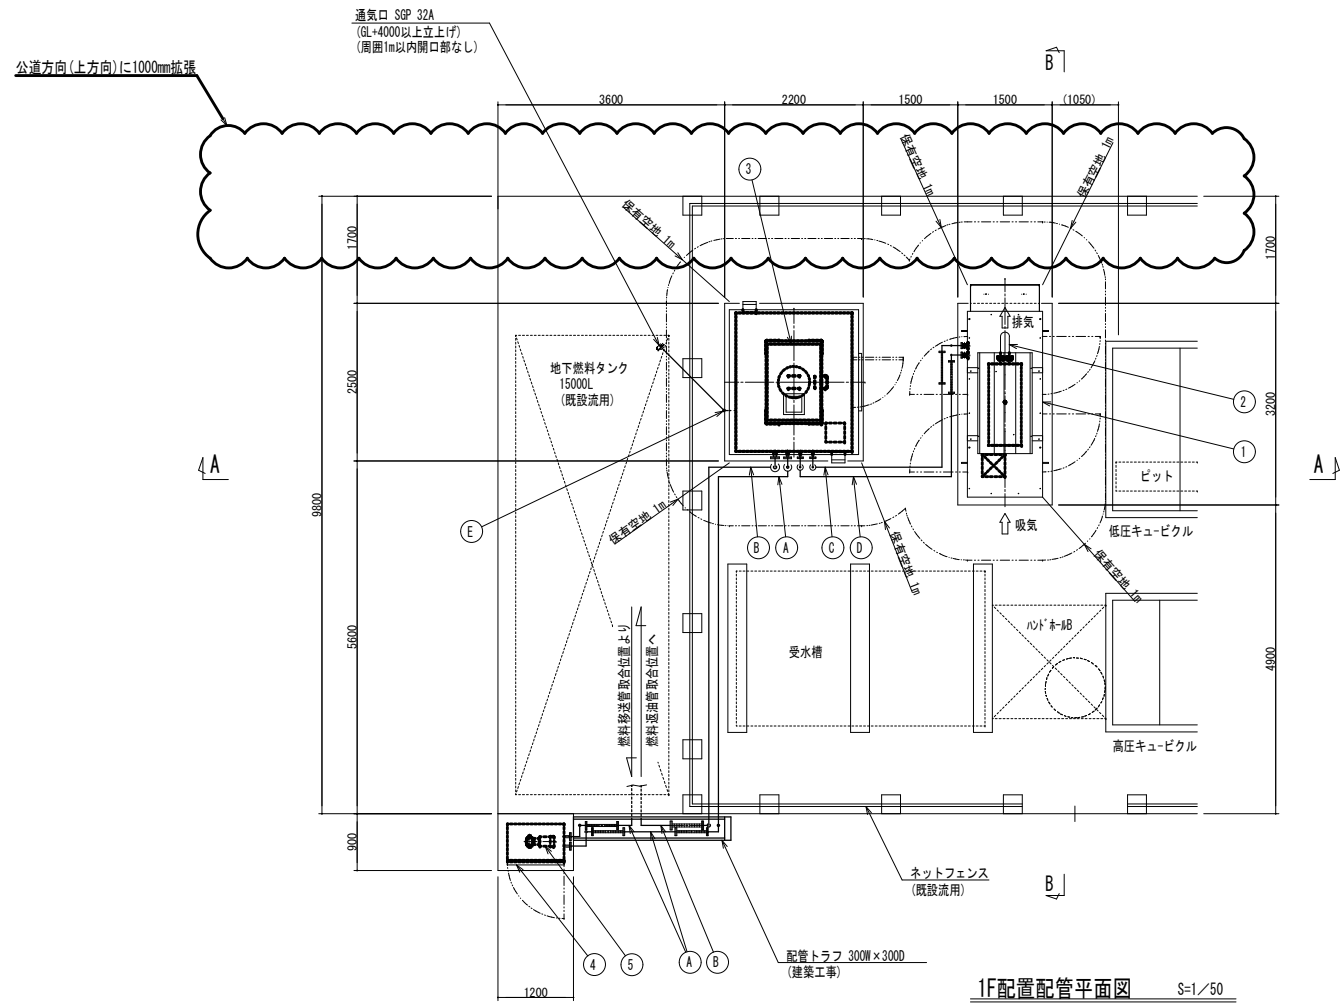 通気口 SGP 32A
(GL+4000以上立上げ)
(周囲1m以内開口部なし)
公道方向(上方向)に1000mm拡張
B
3600
2200
1500
1500
(1050)
保有空地 1m
保有空地 1m
3
保有空地 1m
1700
1700
排気
地下燃料タンク
15000L
(既設流用)
2500
2
3200
1
A
A
ピット
9800
E
保有空地 1m
吸気
低圧キュービクル
B
A
C
D
保有空地 1m
保有空地 1m
5600
燃料移送管取合位置より
燃料返油管取合位置へ
受水槽
ハンドホールB
4900
高圧キュービクル
900
ネットフェンス
(既設流用)
B
4
5
A
B
配管トラフ 300W×300D
(建築工事)
1200
1F配置配管平面図 S=1/50